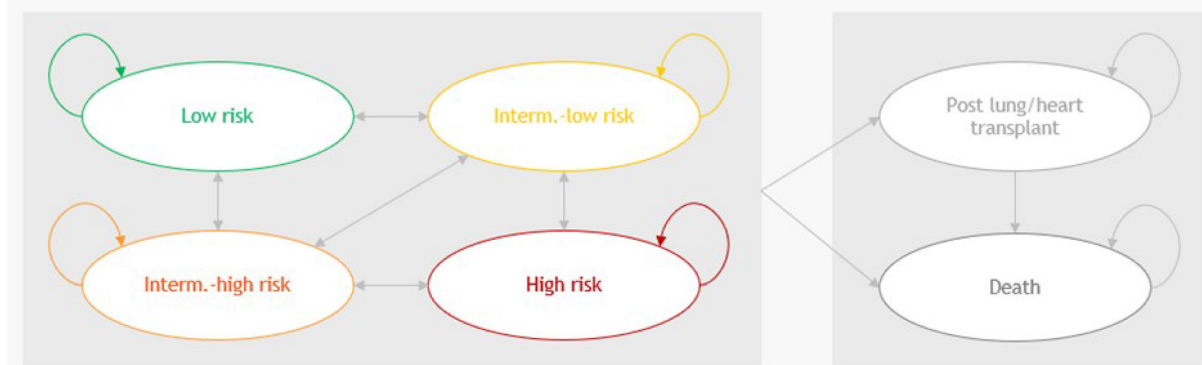 Low risk
Interm.-low risk
Post lung/heart
transplant
Interm.-high risk
High risk
Death